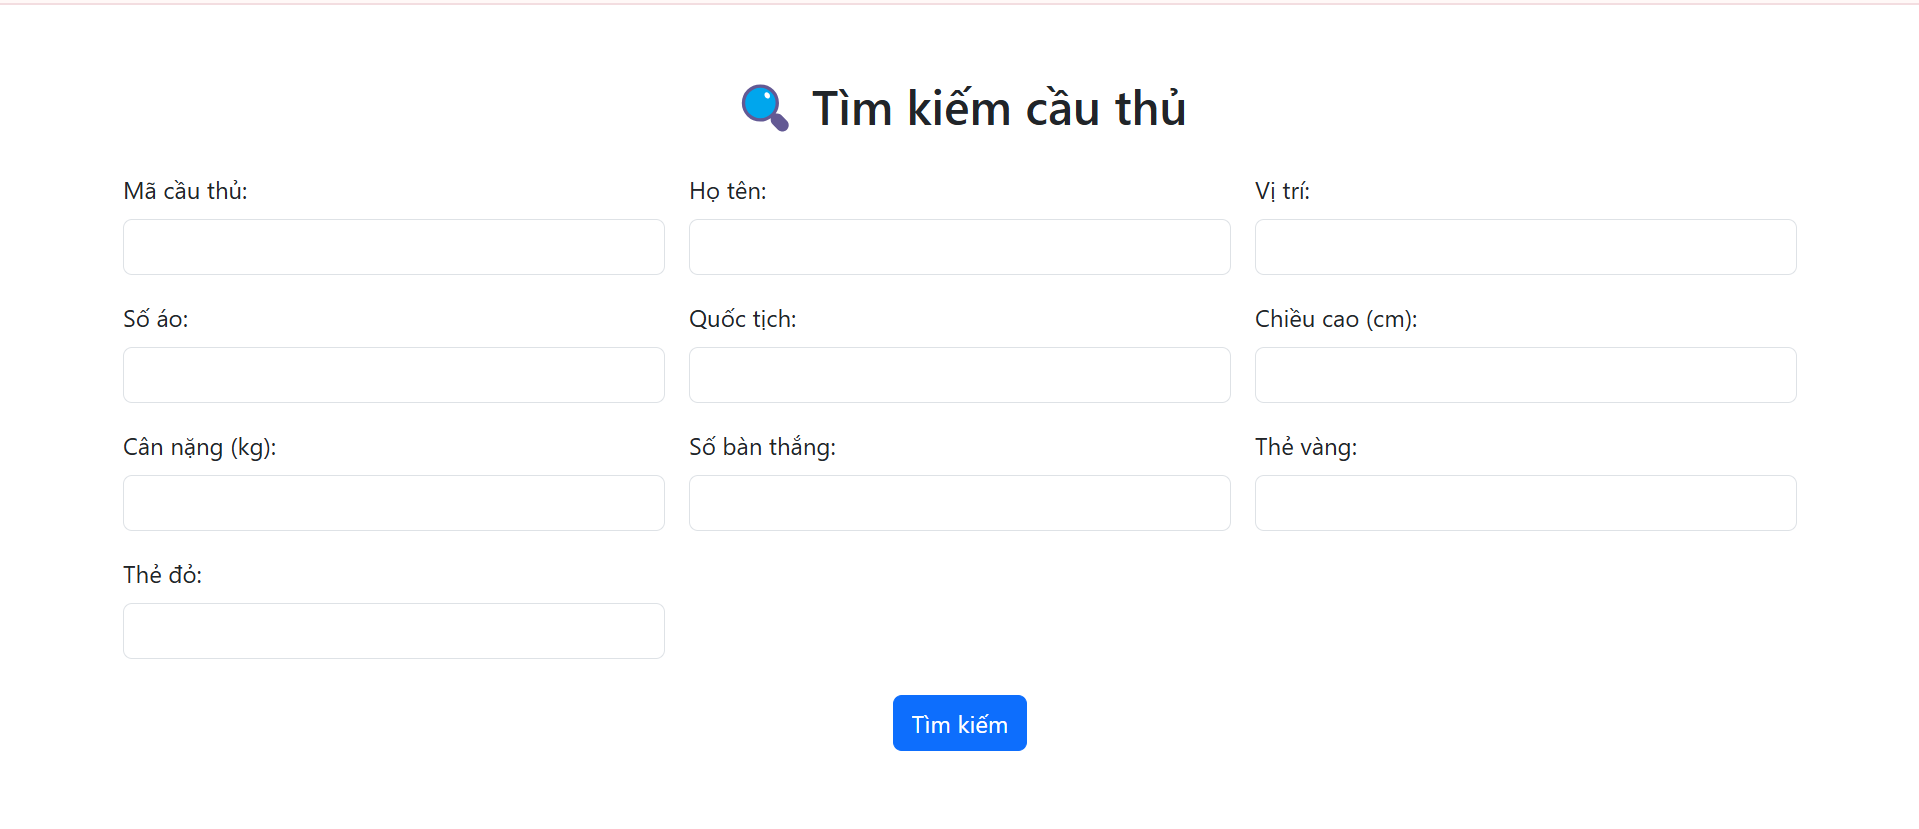 Tìm kiếm cầu thủ
Mã cầu thủ: Họ tên: Vị trí:
Số áo: Quốc tịch: Chiều cao (cm):
Cân nặng (kg): Số bàn thắng: Thẻ vàng:
Thẻ đỏ:
Tìm kiếm